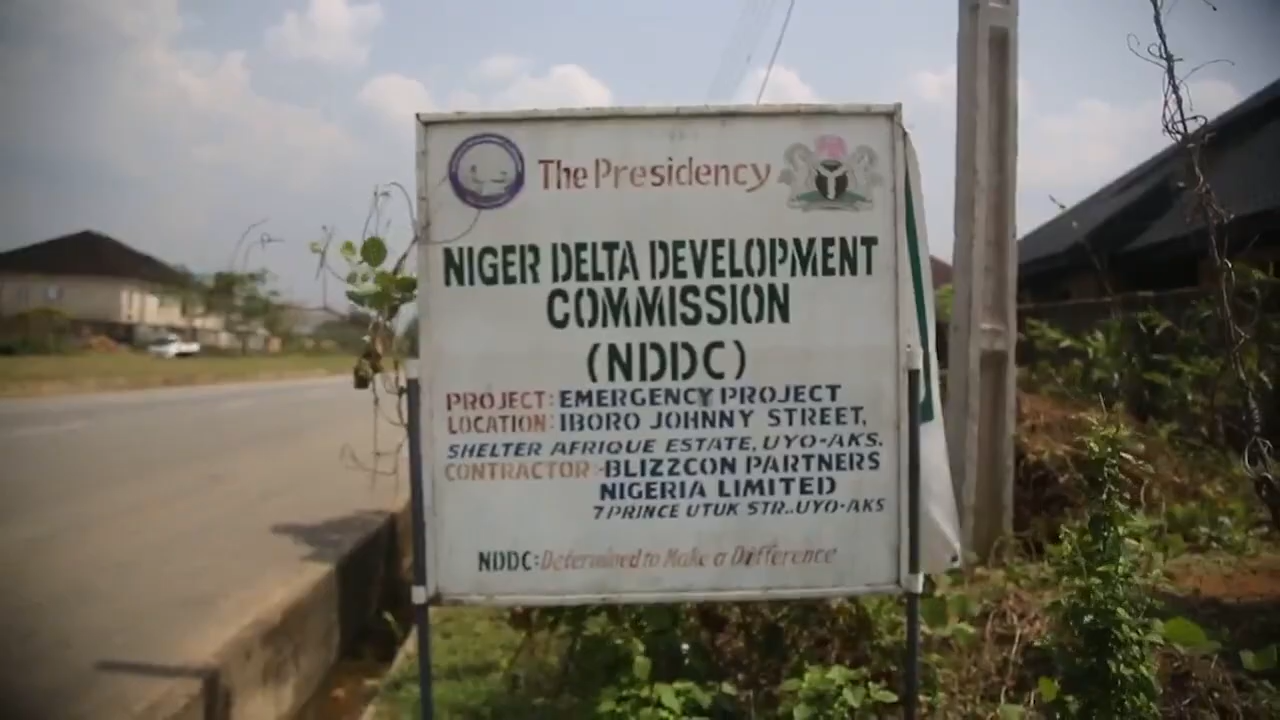 The Presidency
NIGER DELTA DEVELOPMENT
COMMISSION
(NDDC)
PROJECT: EMERGENCY PROJECT
LOCATION: IBORO JOHNNY STREET,
SHELTER AFRIQUE ESTATE, UYO-AKS.
CONTRACTOR:-BLIZZCON PARTNERS
NIGERIA LIMITED
7 PRINCE UTUK STR..UYO-AKS
NDDC: Determined to Make a Difference